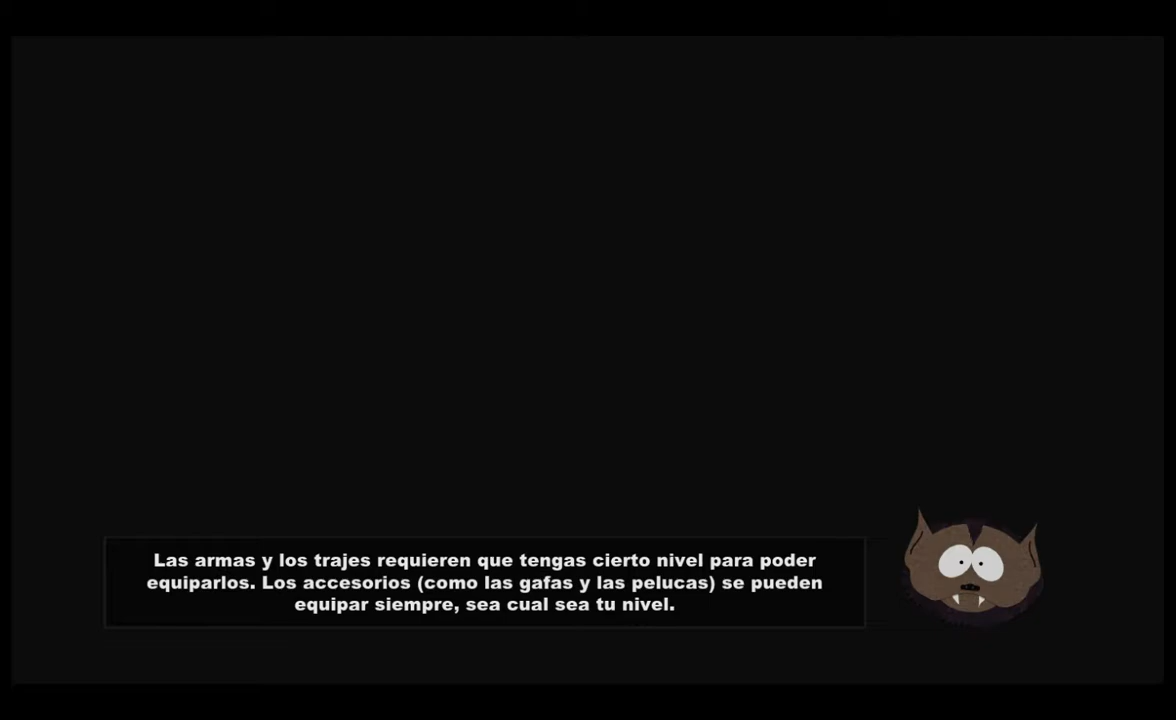 Las armas y los trajes requieren que tengas cierto nivel para poder
equiparlos. Los accesorios (como las gafas y las pelucas) se pueden
equipar siempre, sea cual sea tu nivel.